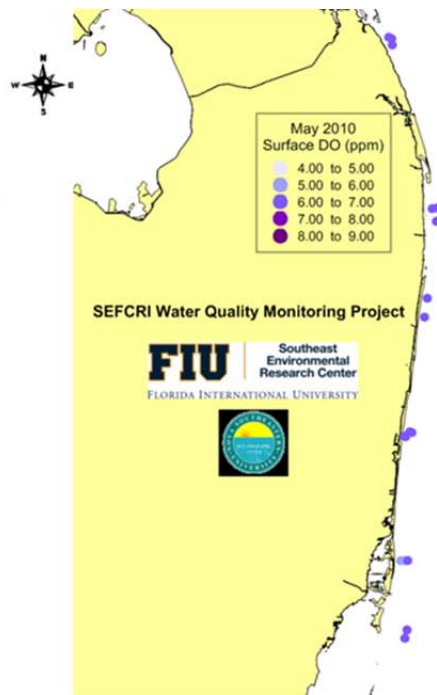 N
W
E
S
May 2010
Surface DO (ppm)
4.00 to 5.00
5.00 to 6.00
6.00 to 7.00
7.00 to 8.00
8.00 to 9.00
SEFCRI Water Quality Monitoring Project
FIU
Southeast
Environmental
Research Center
FLORIDA INTERNATIONAL UNIVERSITY